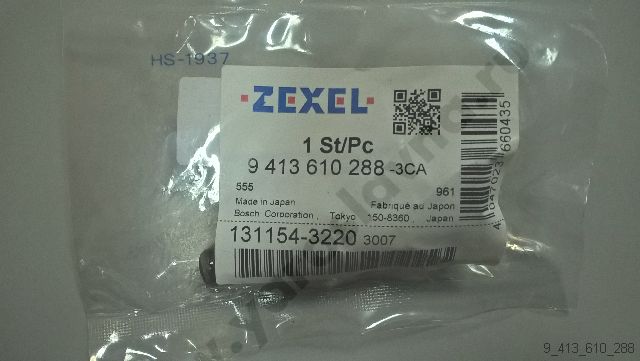 HS-1937
ZEXEL
1 St/Pc
9 413 610 288 -3CA
555 961
Made in Japan Fabriqué au Japon
Bosch Corporation, Tokyo 150-8360, Japan
131154-3220 3007
9_413_610_288